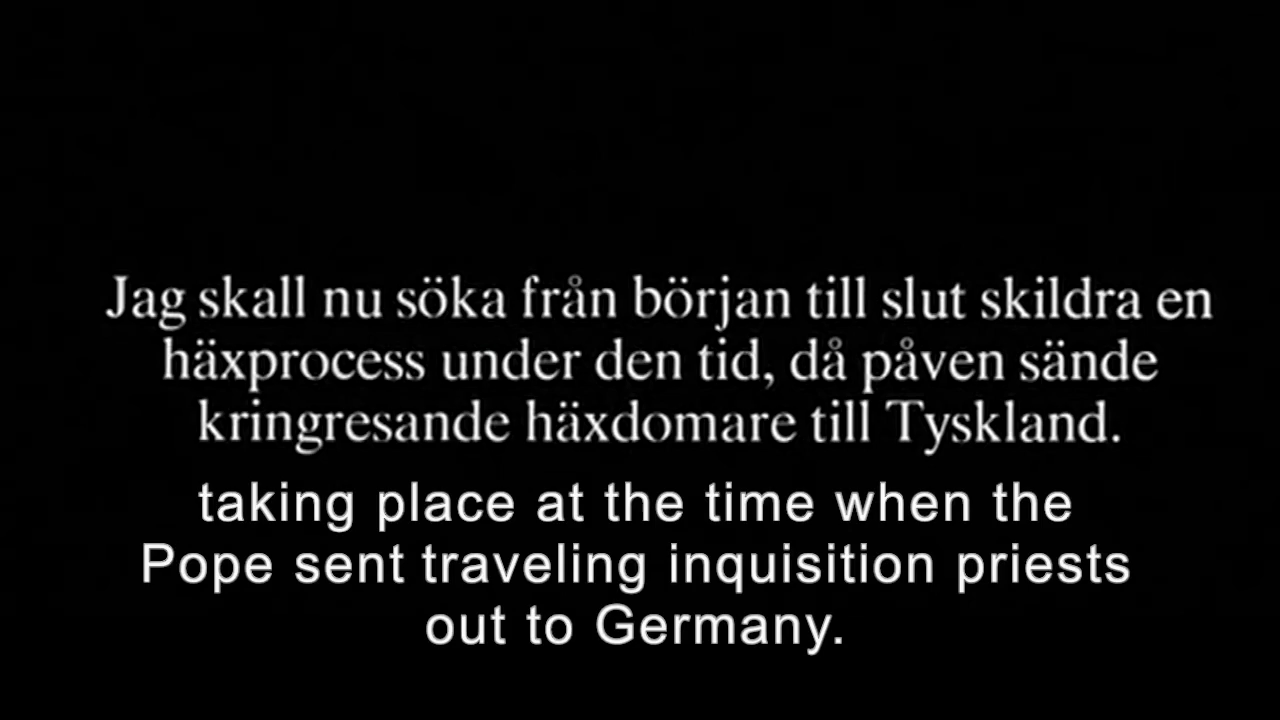 Jag skall nu söka från början till slut skildra en
häxprocess under den tid, då påven sände
kringresande häxdomare till Tyskland.
taking place at the time when the
Pope sent traveling inquisition priests
out to Germany.